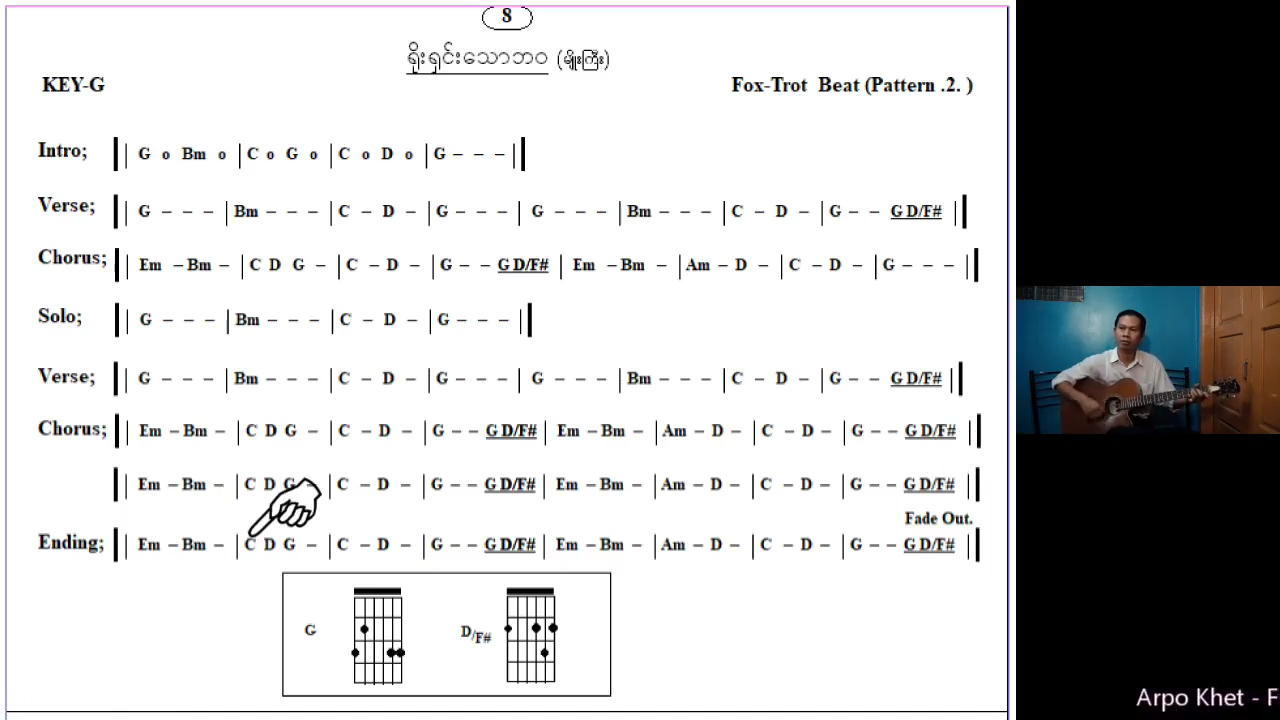 8
ရိုးရှင်းသောဘဝ (မျိုးကြီး)
KEY-G Fox-Trot Beat (Pattern .2. )
Intro; | G o Bm o | C o G o | C o D o | G – – – |
Verse; | G – – – | Bm – – – | C – D – | G – – – | G – – – | Bm – – – | C – D – | G – – G D/F# |
Chorus; | Em – Bm – | C D G – | C – D – | G – – G D/F# | Em – Bm – | Am – D – | C – D – | G – – – |
Solo; | G – – – | Bm – – – | C – D – | G – – – |
Verse; | G – – – | Bm – – – | C – D – | G – – – | G – – – | Bm – – – | C – D – | G – – G D/F# |
Chorus; | Em – Bm – | C D G – | C – D – | G – – G D/F# | Em – Bm – | Am – D – | C – D – | G – – G D/F# |
| Em – Bm – | C D G – | C – D – | G – – G D/F# | Em – Bm – | Am – D – | C – D – | G – – G D/F# |
Fade Out.
Ending; | Em – Bm – | C D G – | C – D – | G – – G D/F# | Em – Bm – | Am – D – | C – D – | G – – G D/F# |
G D/F#
Arpo Khet - F